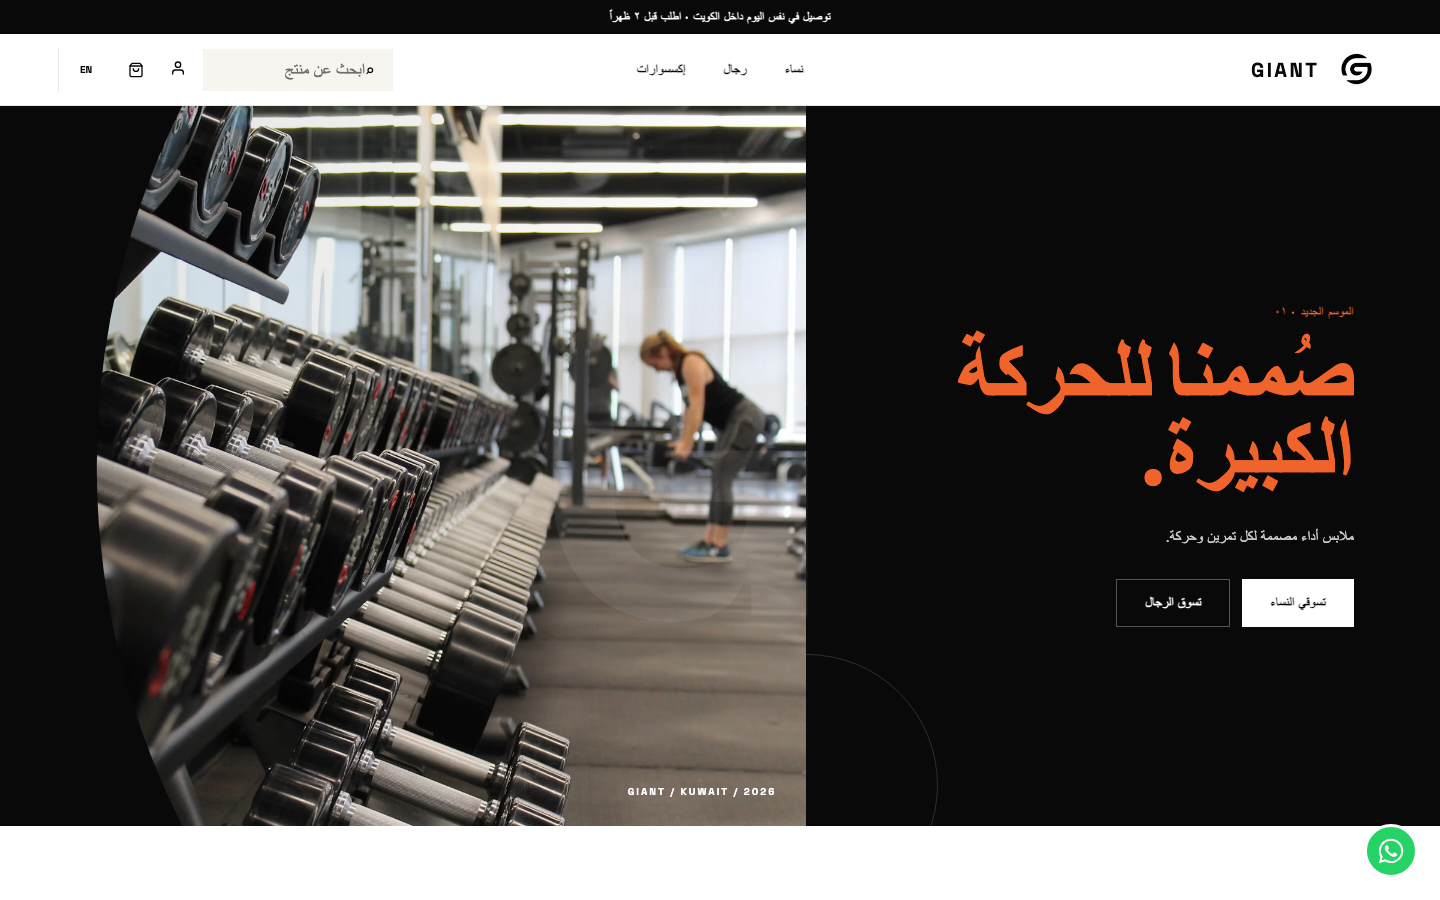 توصيل في نفس اليوم داخل الكويت • اطلب قبل ٢ ظهراً
GIANT
نساء
رجال
إكسسوارات
ابحث عن منتج
EN
الموسم الجديد • ٠١
صُممنا للحركة
الكبيرة.
ملابس أداء مصممة لكل تمرين وحركة.
تسوقي النساء
تسوق الرجال
GIANT / KUWAIT / 2026